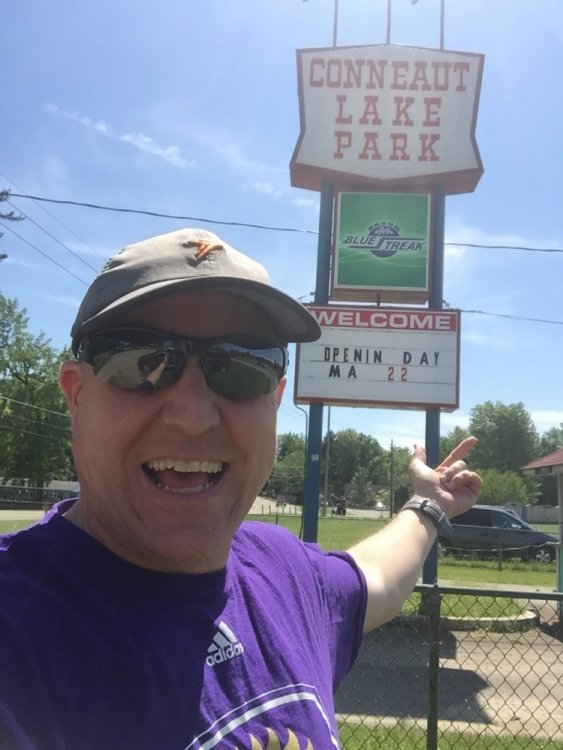 CONNEAUT
LAKE
PARK
BLUE STREAK
WELCOME
OPENIN DAY
MA 22
adidas